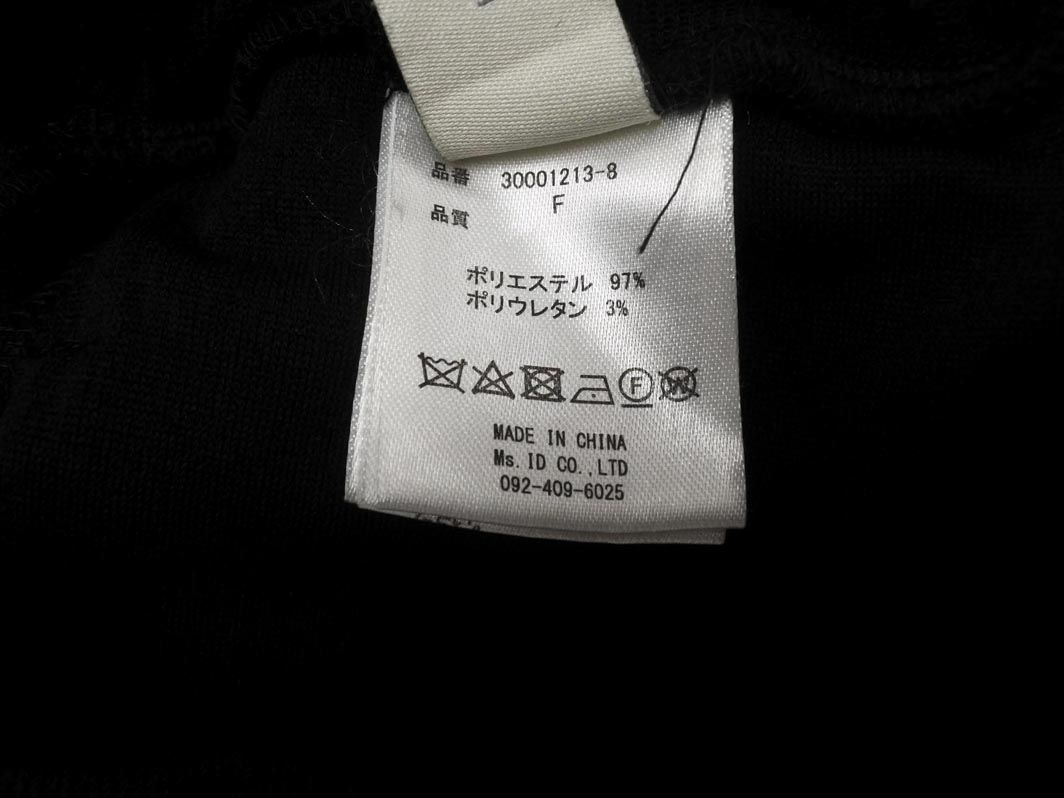 品番 30001213-8
F
品質
ポリエステル 97%
ポリウレタン 3%
F W
MADE IN CHINA
Ms. ID CO.,LTD
092-409-6025